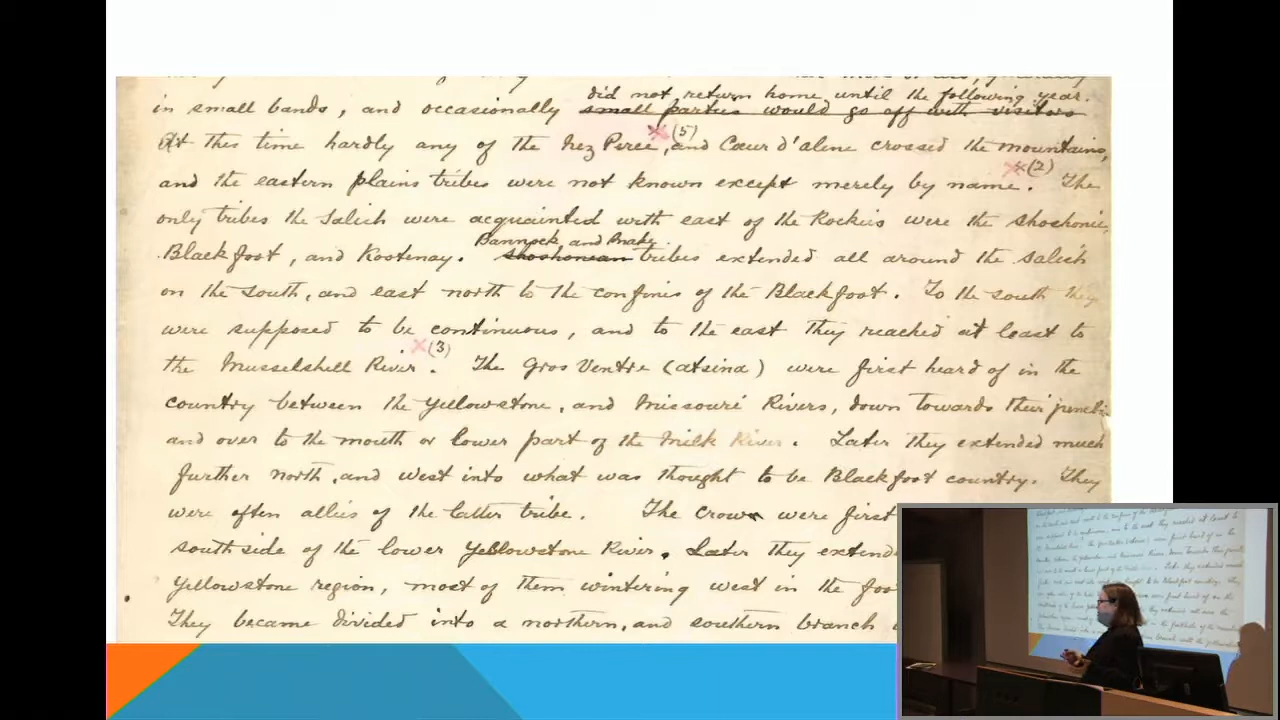 did not return home until the following year.
in small bands, and occasionally small parties would go off with visitors
(5)
At this time hardly any of the Nez Perce, and Cœur d'alene crossed the mountains,
(2)
and the eastern plains tribes were not known except merely by name. The
only tribes the Salish were acquainted with east of the Rockies were the Shoshonie,
Bannock and Snake
Blackfoot, and Kootenay. Shoshonean tribes extended all around the Salish
on the south, and east north to the confines of the Blackfoot. To the south they
were supposed to be continuous, and to the east they reached at least to
(3)
the Musselshell River. The Gros Ventre (atsina) were first heard of in the
country between the Yellowstone, and Missouri Rivers, down towards their
and over to the mouth or lower part of the Milk River. Later they extended much
further north, and west into what was thought to be Blackfoot country. They
were often allies of the latter tribe. The Crow were first
south side of the lower Yellowstone River. Later they
Yellowstone region, most of them wintering west in the
They became divided into a northern, and southern branch